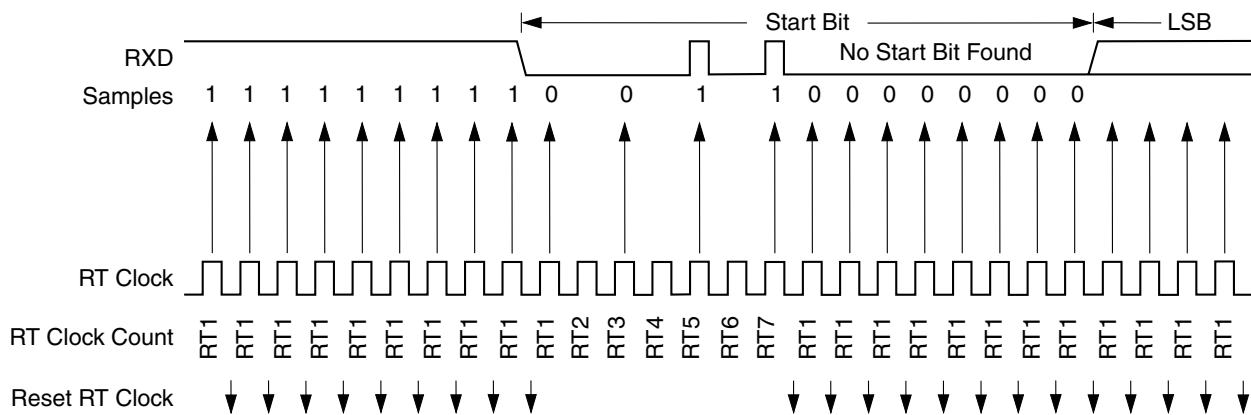 Start Bit LSB
RXD No Start Bit Found
Samples 1 1 1 1 1 1 1 1 1 0 0 1 1 0 0 0 0 0 0 0 0
RT Clock
RT Clock Count RT1 RT1 RT1 RT1 RT1 RT1 RT1 RT1 RT1 RT1 RT2 RT3 RT4 RT5 RT6 RT7 RT1 RT1 RT1 RT1 RT1 RT1 RT1 RT1 RT1 RT1 RT1 RT1
Reset RT Clock